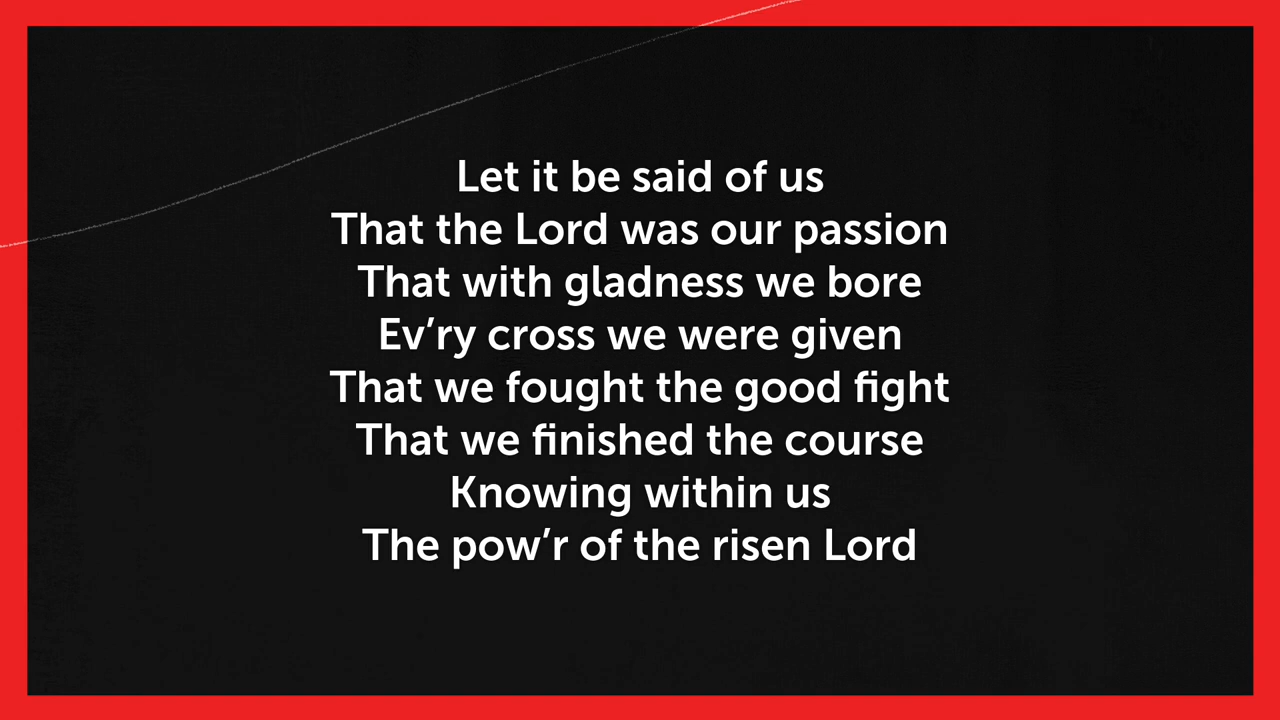 Let it be said of us
That the Lord was our passion
That with gladness we bore
Ev’ry cross we were given
That we fought the good fight
That we finished the course
Knowing within us
The pow’r of the risen Lord